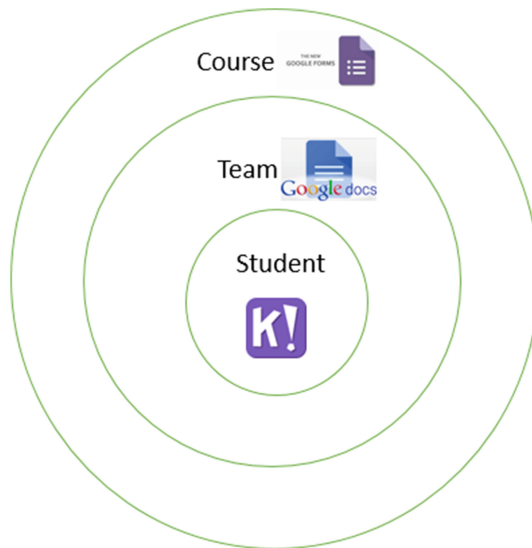 Course
THE NEW
GOOGLE FORMS
Team
Google docs
Student
K!